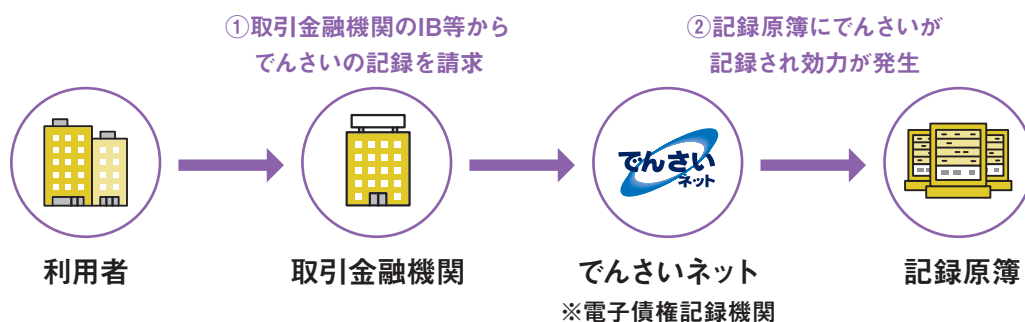 ①取引金融機関のIB等から
でんさいの記録を請求
②記録原簿にでんさいが
記録され効力が発生
でんさい
ネット
利用者
取引金融機関
でんさいネット
※電子債権記録機関
記録原簿